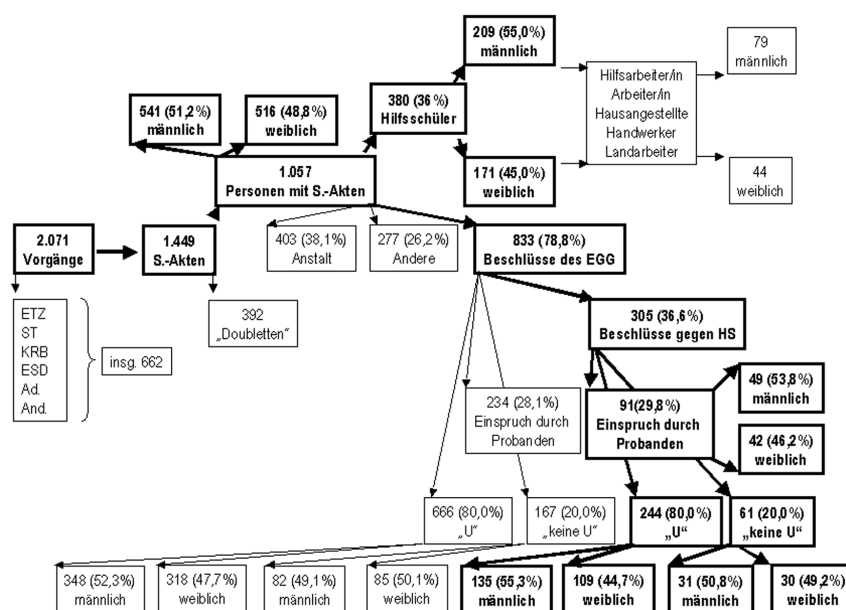 209 (55,0%)
männlich
79
männlich
Hilfsarbeiter/in
Arbeiter/in
Hausangestellte
Handwerker
Landarbeiter
380 (36%)
Hilfsschüler
541 (51,2%)
männlich
516 (48,8%)
weiblich
171 (45,0%)
weiblich
44
weiblich
1.057
Personen mit S.-Akten
2.071
Vorgänge
1.449
S.-Akten
403 (38,1%)
Anstalt
277 (26,2%)
Andere
833 (78,8%)
Beschlüsse des EGG
ETZ
ST
KRB
ESD
Ad.
And.
insg. 662
392
„Doubletten“
305 (36,6%)
Beschlüsse gegen HS
234 (28,1%)
Einspruch durch
Probanden
91(29,8%)
Einspruch durch
Probanden
49 (53,8%)
männlich
42 (46,2%)
weiblich
666 (80,0%)
„U“
167 (20,0%)
„keine U“
244 (80,0%)
„U“
61 (20,0%)
„keine U“
348 (52,3%)
männlich
318 (47,7%)
weiblich
82 (49,1%)
männlich
85 (50,1%)
weiblich
135 (55,3%)
männlich
109 (44,7%)
weiblich
31 (50,8%)
männlich
30 (49,2%)
weiblich